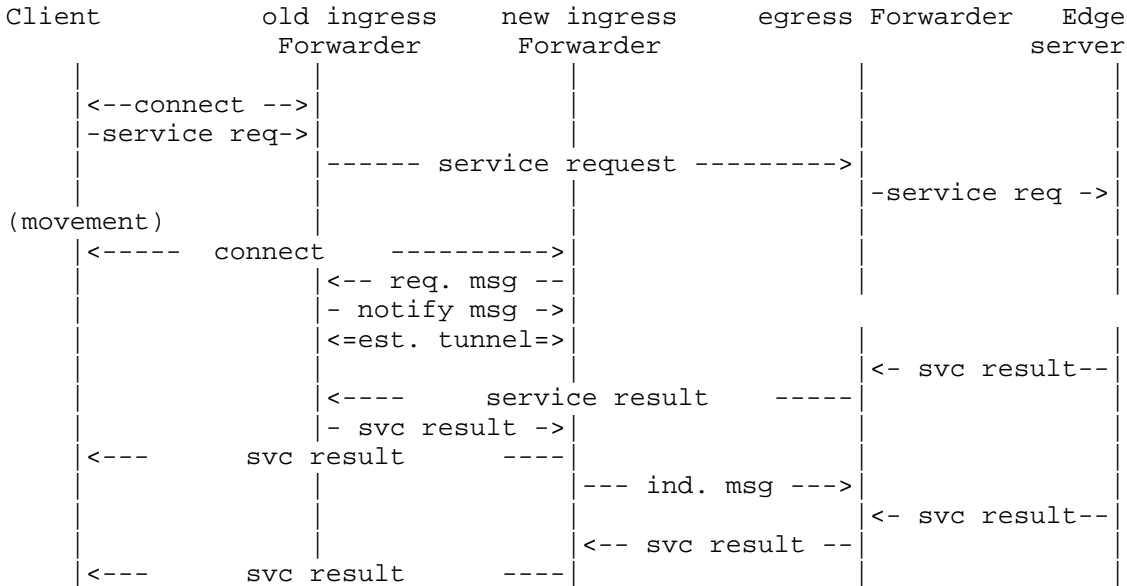 Client old ingress new ingress egress Forwarder Edge
Forwarder Forwarder server
<--connect -->
-service req->
------ service request --------->
-service req ->
(movement)
<----- connect ---------->
<-- req. msg --
- notify msg ->
<=est. tunnel=>
<- svc result--
<---- service result -----
- svc result ->
<--- svc result ----
--- ind. msg --->
<- svc result--
<-- svc result --
<--- svc result ----